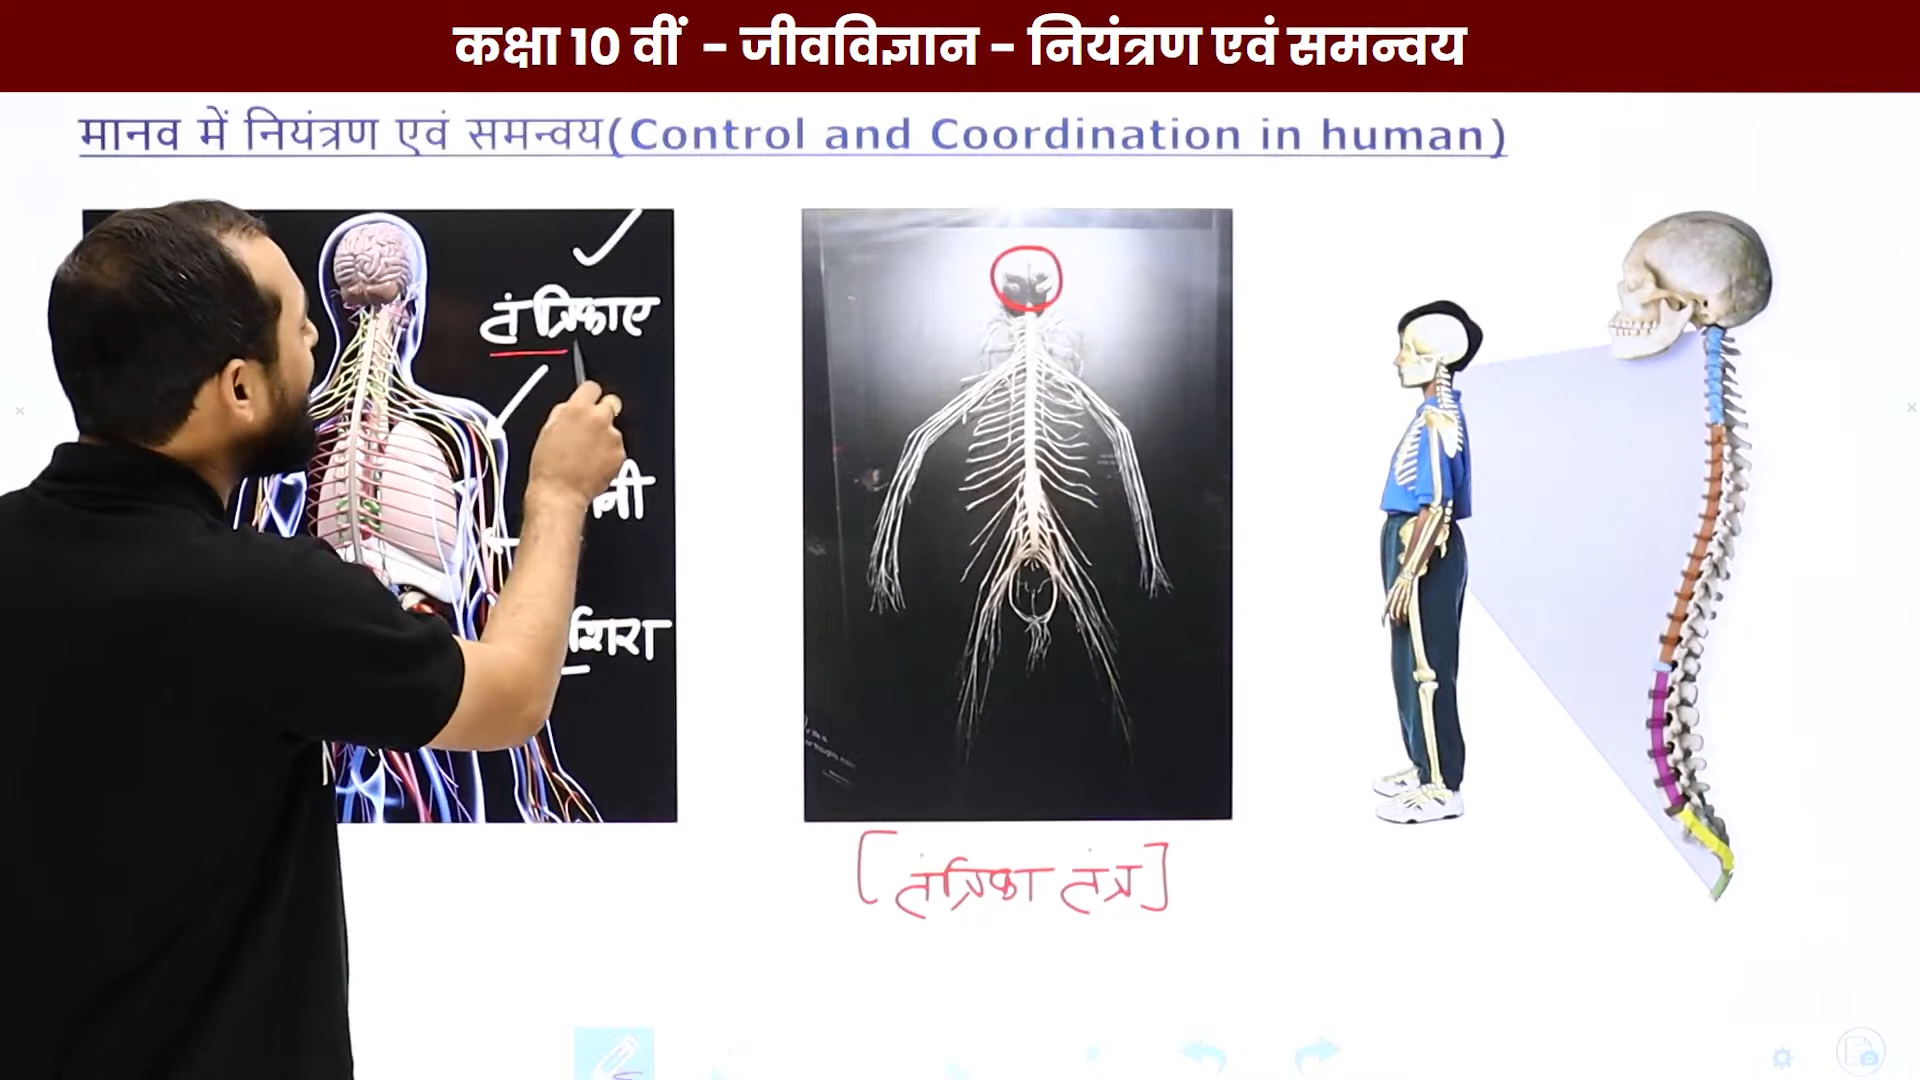 कक्षा 10 वीं - जीवविज्ञान - नियंत्रण एवं समन्वय
मानव में नियंत्रण एवं समन्वय(Control and Coordination in human)
तंत्रिकाए
नी
शिरा
[तंत्रिका तंत्र]